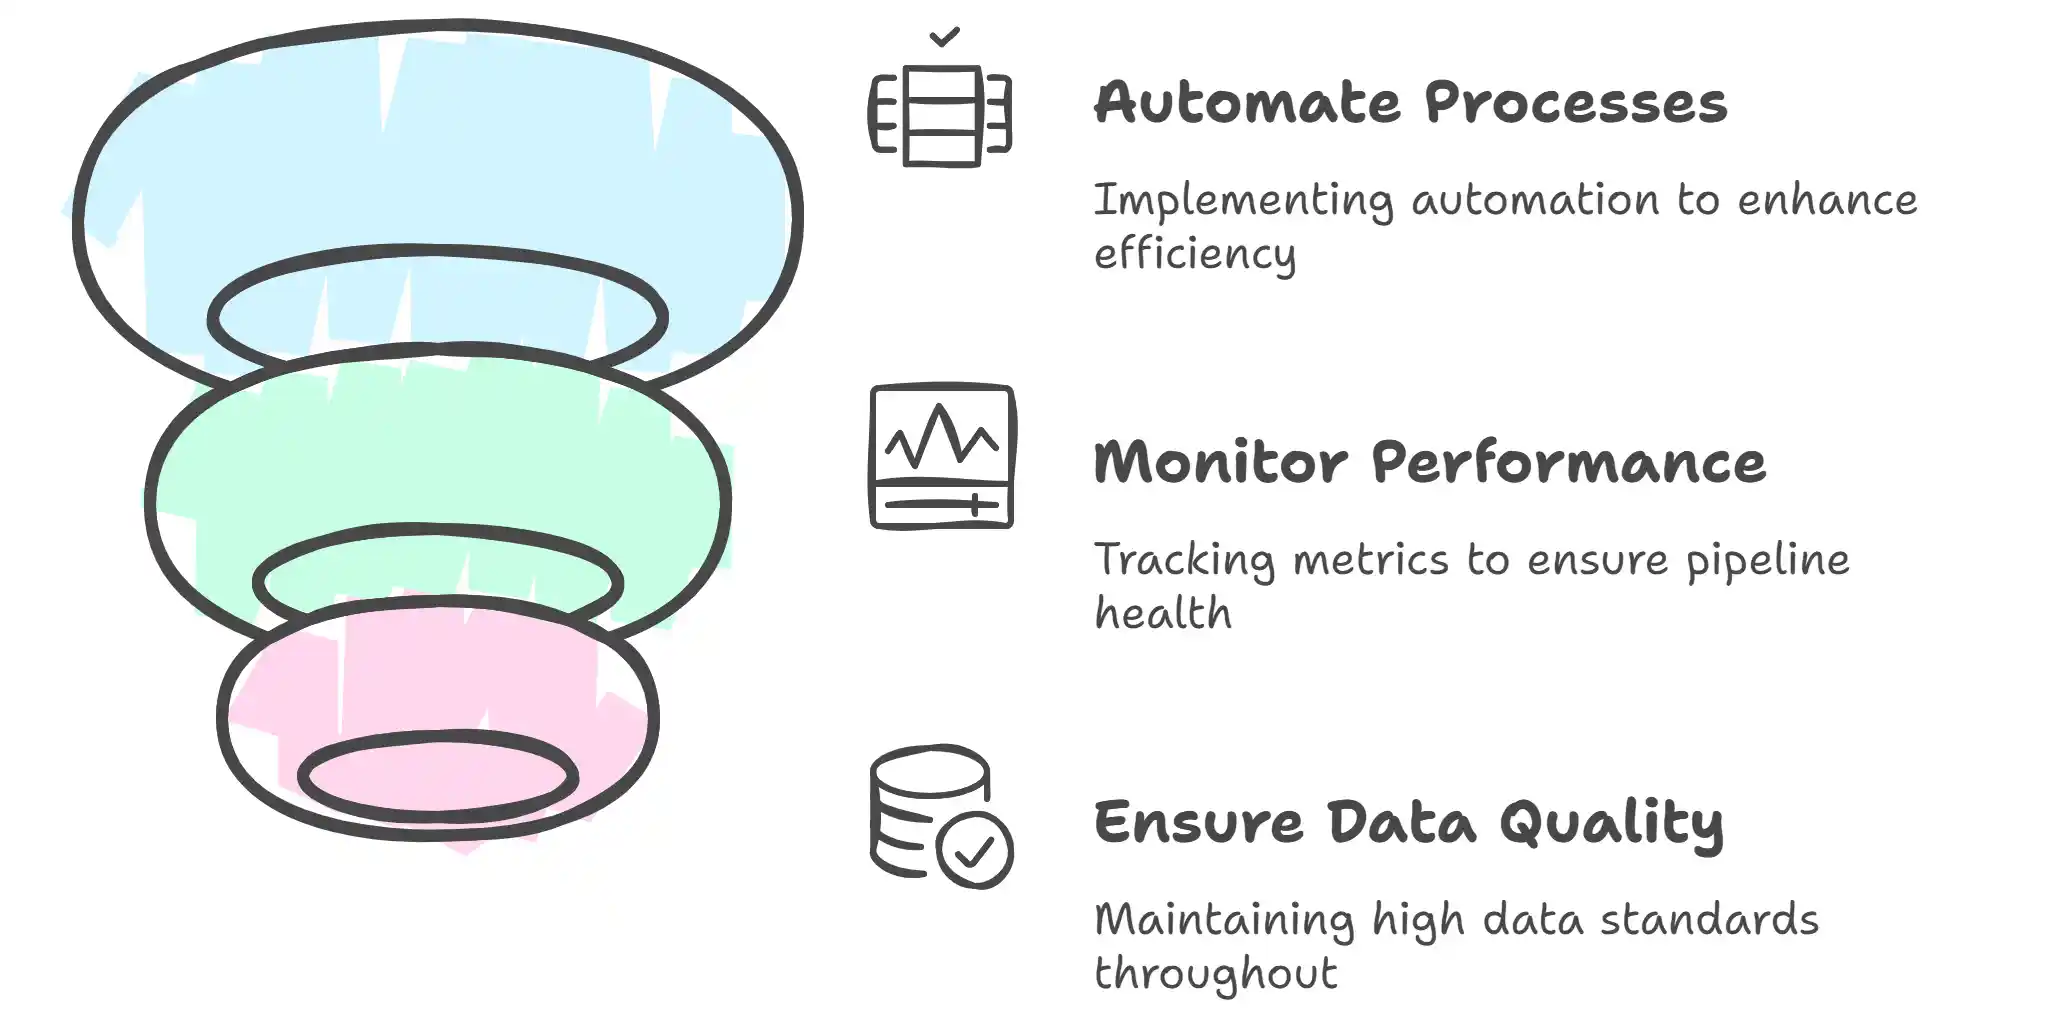 Automate Processes
Implementing automation to enhance
efficiency
Monitor Performance
Tracking metrics to ensure pipeline
health
Ensure Data Quality
Maintaining high data standards
throughout